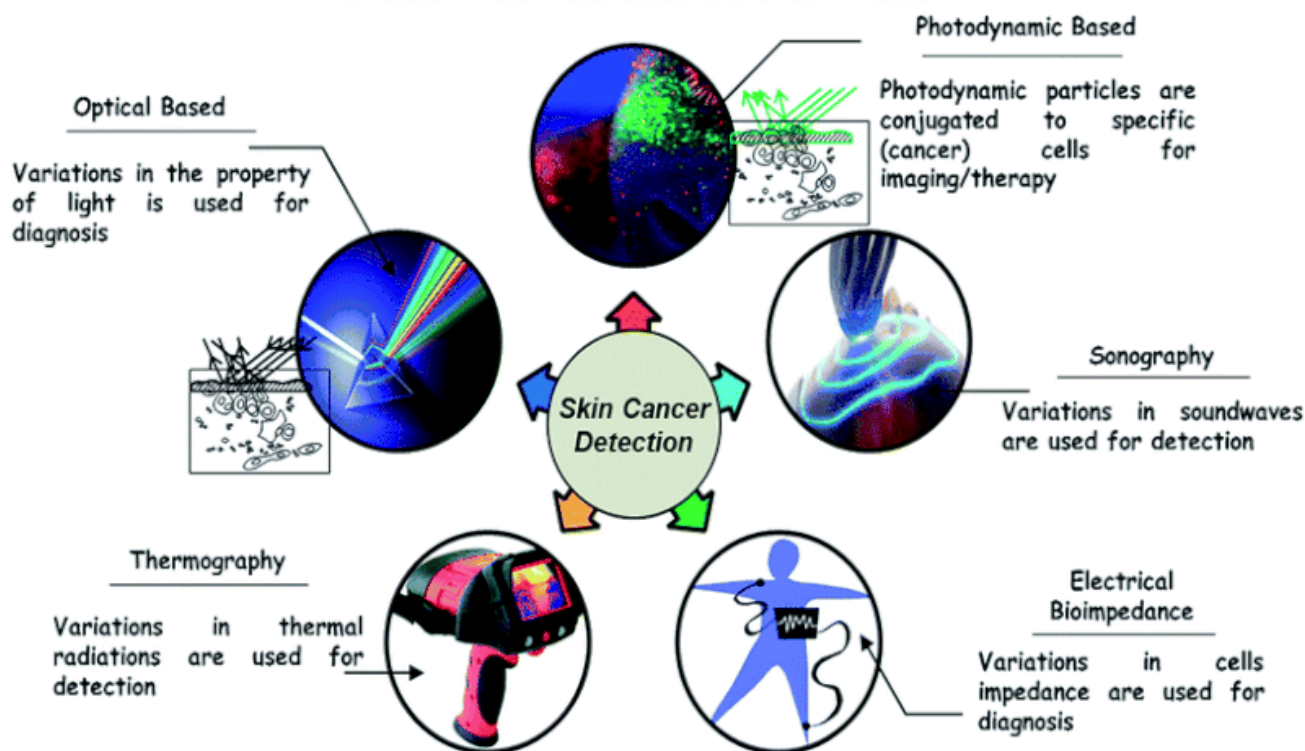 Photodynamic Based
Photodynamic particles are
conjugated to specific
(cancer) cells for
imaging/therapy
Optical Based
Variations in the property
of light is used for
diagnosis
Skin Cancer
Detection
Sonography
Variations in soundwaves
are used for detection
Thermography
Variations in thermal
radiations are used for
detection
Electrical
Bioimpedance
Variations in cells
impedance are used for
diagnosis